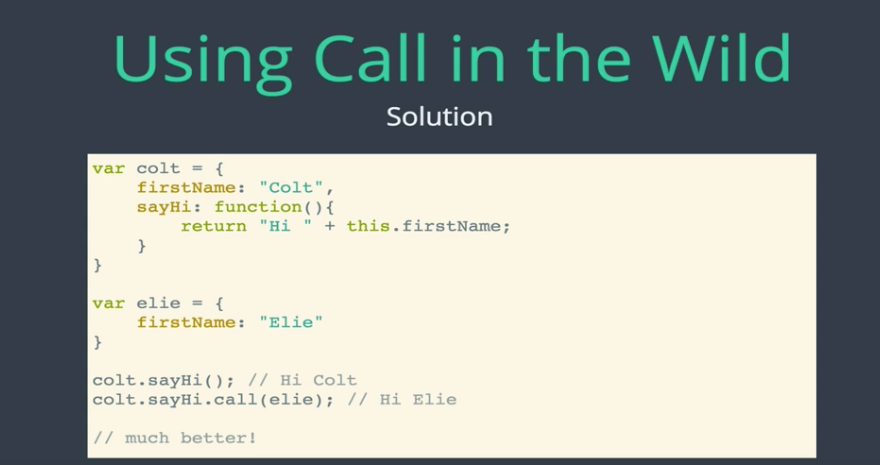 Using Call in the Wild
Solution
var colt = {
    firstName: "Colt",
    sayHi: function(){
        return "Hi " + this.firstName;
    }
}
var elie = {
    firstName: "Elie"
}
colt.sayHi(); // Hi Colt
colt.sayHi.call(elie); // Hi Elie
// much better!